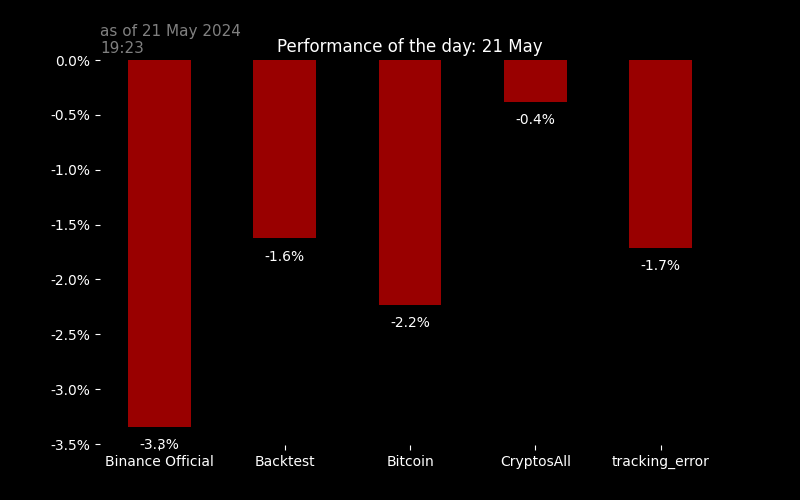 as of 21 May 2024
19:23
Performance of the day: 21 May
0.0%
-0.5%
-1.0%
-1.5%
-2.0%
-2.5%
-3.0%
-3.5%
-3.3%
-1.6%
-2.2%
-0.4%
-1.7%
Binance Official
Backtest
Bitcoin
CryptosAll
tracking_error